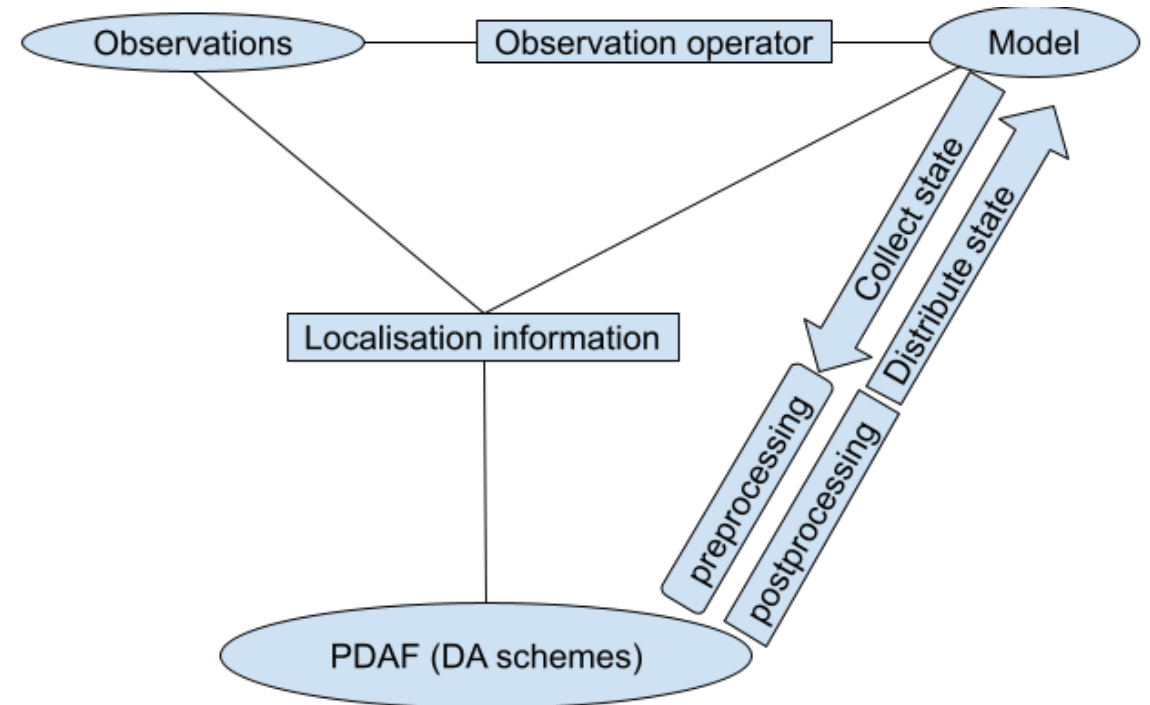 Observations
Observation operator
Model
Collect state
Distribute state
Localisation information
preprocessing
postprocessing
PDAF (DA schemes)